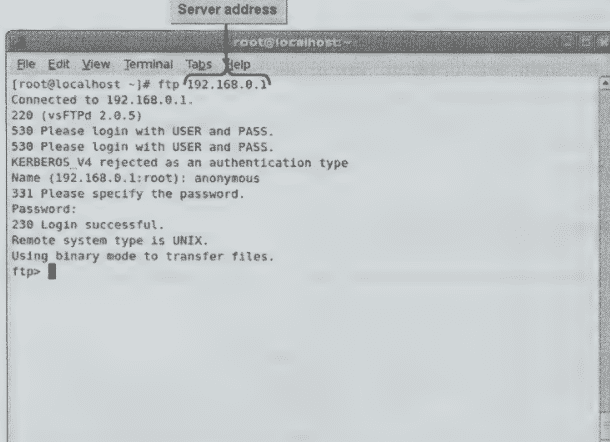 Server address
root@localhost:~
File Edit View Terminal Tabs Help
[root@localhost ~]# ftp 192.168.0.1
Connected to 192.168.0.1.
220 (vsFTPd 2.0.5)
530 Please login with USER and PASS.
530 Please login with USER and PASS.
KERBEROS_V4 rejected as an authentication type
Name (192.168.0.1:root): anonymous
331 Please specify the password.
Password:
230 Login successful.
Remote system type is UNIX.
Using binary mode to transfer files.
ftp>